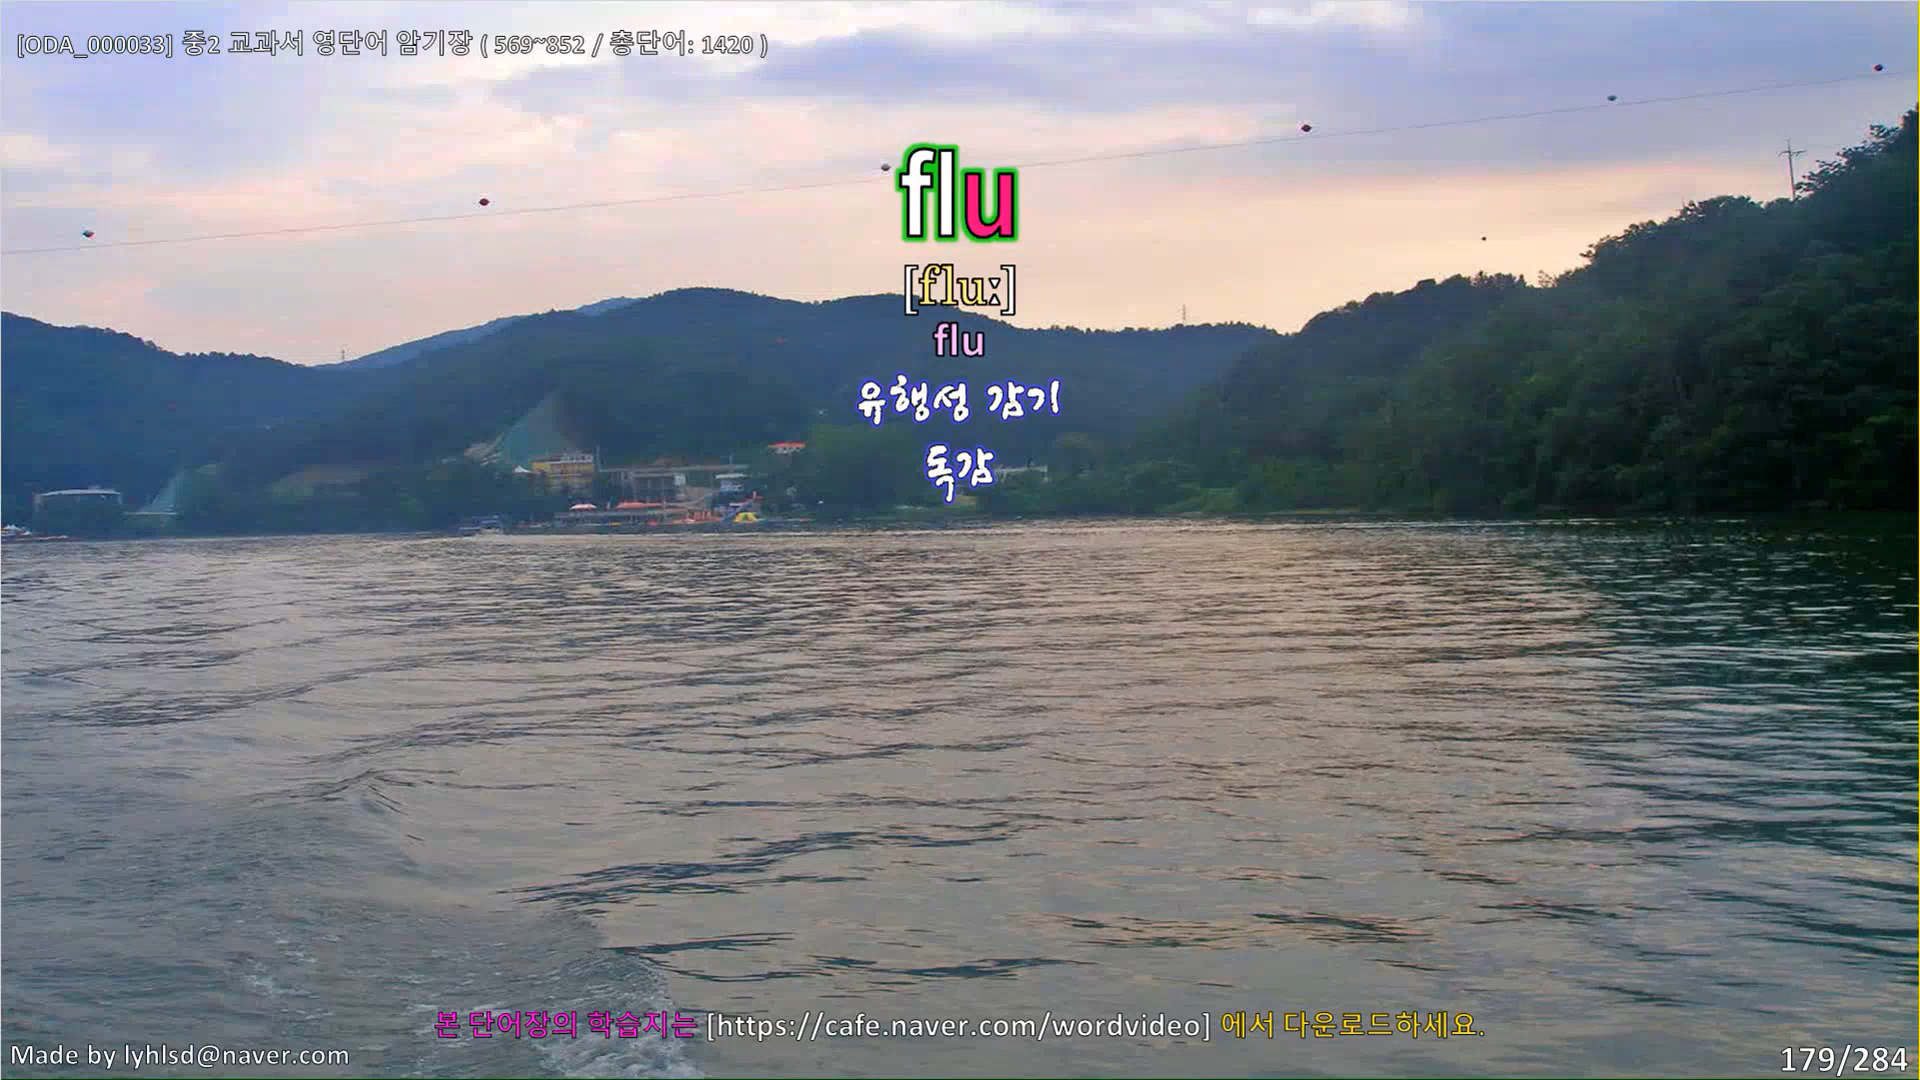 [ODA_000033] 중2 교과서 영단어 암기장 ( 569~852 / 총단어: 1420 )
flu
[fluː]
flu
유행성 감기
독감
본 단어장의 학습지는 [https://cafe.naver.com/wordvideo] 에서 다운로드하세요.
Made by lyhlsd@naver.com
179/284